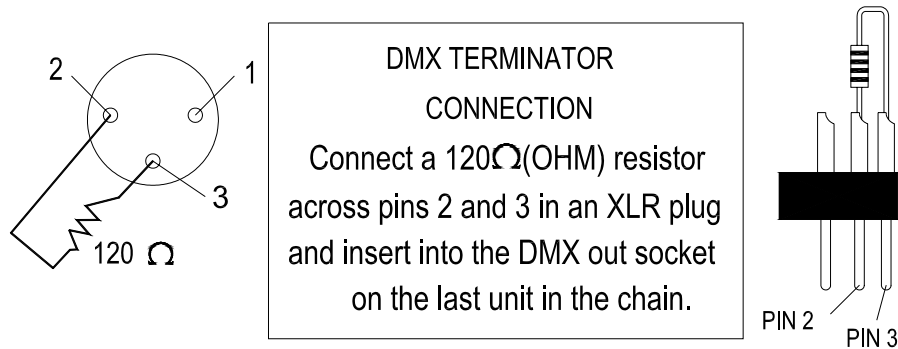 2
1
3
120 Ω
DMX TERMINATOR
CONNECTION
Connect a 120Ω(OHM) resistor
across pins 2 and 3 in an XLR plug
and insert into the DMX out socket
on the last unit in the chain.
PIN 2
PIN 3